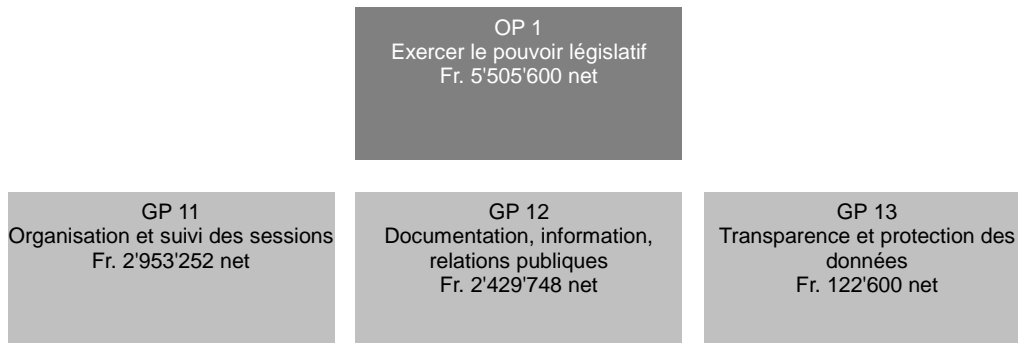 OP 1
Exercer le pouvoir législatif
Fr. 5'505'600 net
GP 11
Organisation et suivi des sessions
Fr. 2'953'252 net
GP 12
Documentation, information,
relations publiques
Fr. 2'429'748 net
GP 13
Transparence et protection des
données
Fr. 122'600 net